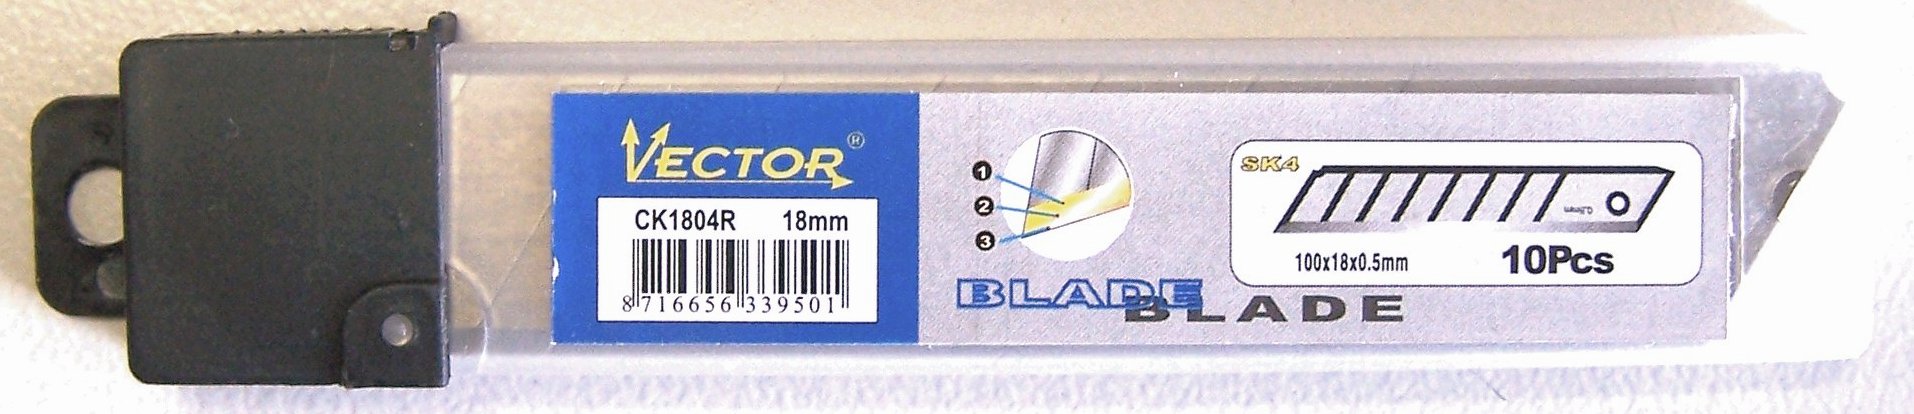 VECTOR®
CK1804R 18mm
8 716656 339501
1
2
3
BLADE
BLADE
SK4
100x18x0.5mm
10Pcs